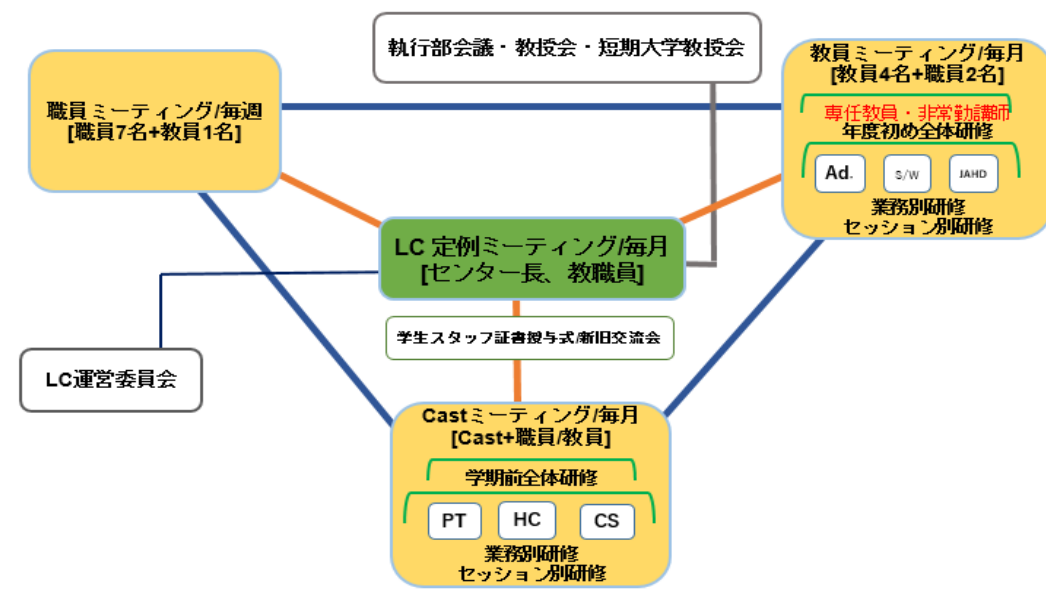 執行部会議・教授会・短期大学教授会
職員ミーティング/毎週
[職員7名+教員1名]
教員ミーティング/毎月
[教員4名+職員2名]
専任教員・非常勤講師
年度初め全体研修
Ad.
S/W
JAHD
業務別研修
セッション別研修
LC 定例ミーティング/毎月
[センター長、教職員]
学生スタッフ証書授与式/新旧交流会
LC運営委員会
Castミーティング/毎月
[Cast+職員/教員]
学期前全体研修
PT
HC
CS
業務別研修
セッション別研修